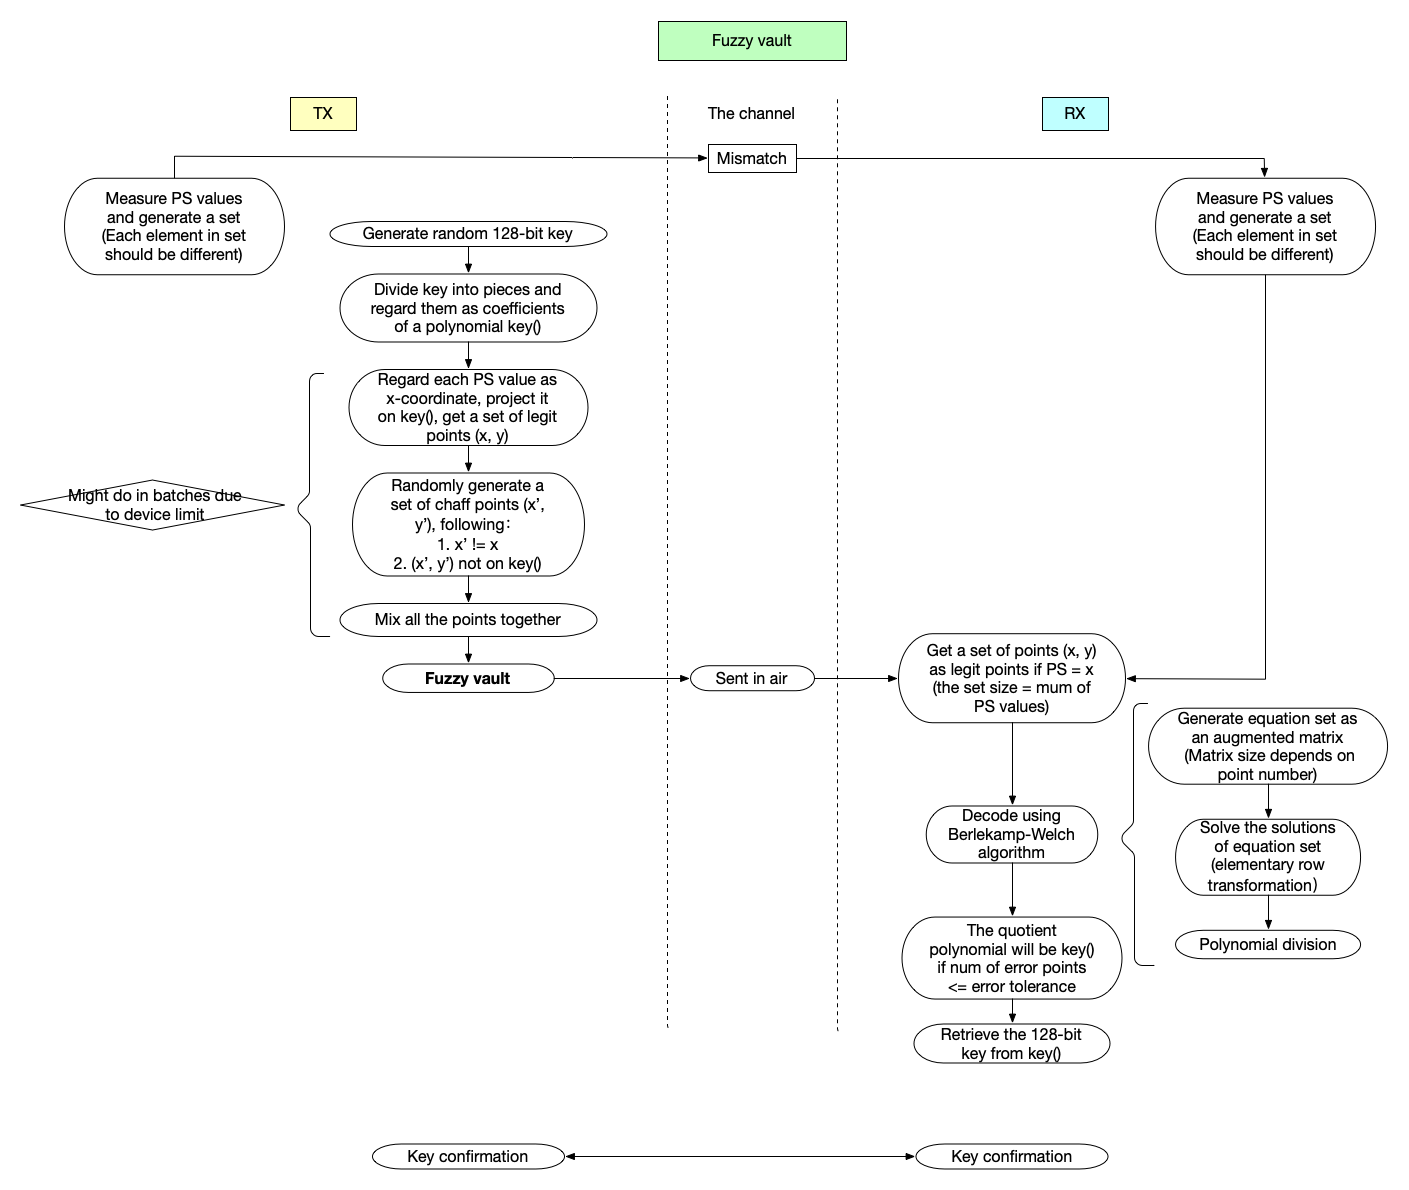 Fuzzy vault
TX
The channel
RX
Mismatch
Measure PS values
and generate a set
(Each element in set
should be different)
Measure PS values
and generate a set
(Each element in set
should be different)
Generate random 128-bit key
Divide key into pieces and
regard them as coefficients
of a polynomial key()
Regard each PS value as
x-coordinate, project it
on key(), get a set of legit
points (x, y)
Might do in batches due
to device limit
Randomly generate a
set of chaff points (x’,
y’), following：
1. x’ != x
2. (x’, y’) not on key()
Mix all the points together
Fuzzy vault
Sent in air
Get a set of points (x, y)
as legit points if PS = x
(the set size = mum of
PS values)
Generate equation set as
an augmented matrix
(Matrix size depends on
point number)
Decode using
Berlekamp-Welch
algorithm
Solve the solutions
of equation set
(elementary row
transformation）
The quotient
polynomial will be key()
if num of error points
<= error tolerance
Polynomial division
Retrieve the 128-bit
key from key()
Key confirmation
Key confirmation